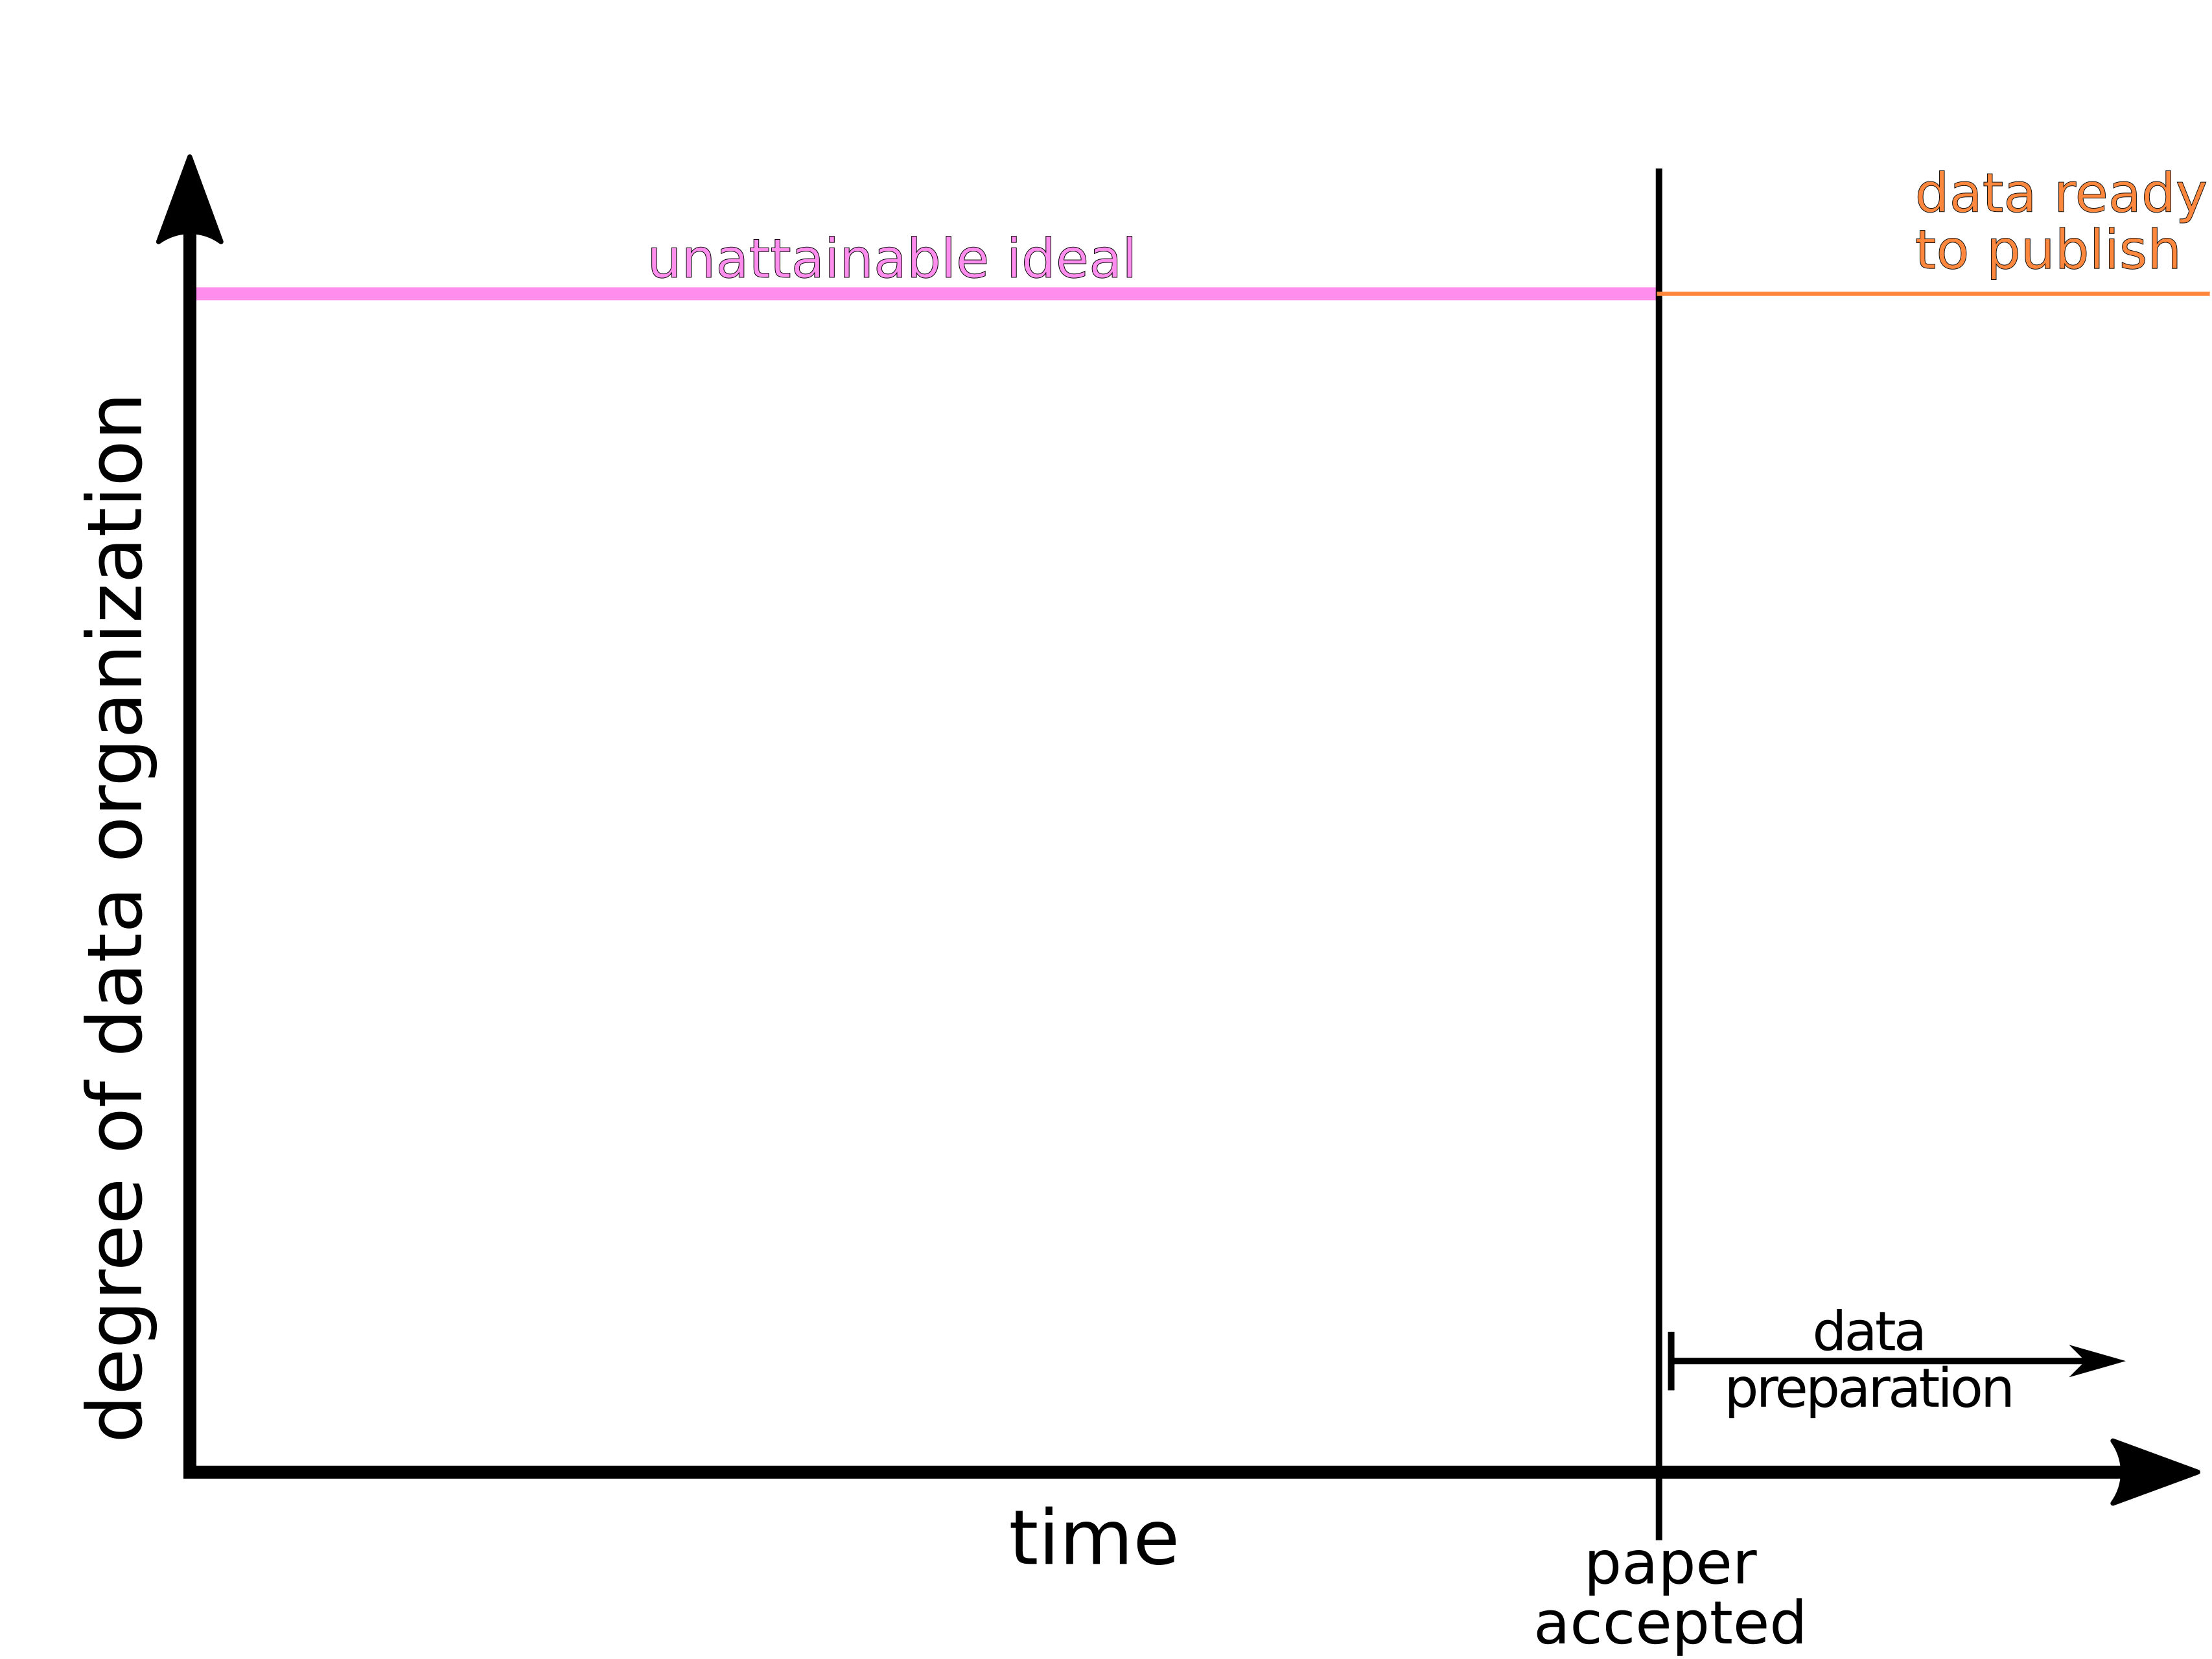 data ready
to publish
unattainable ideal
degree of data organization
data
preparation
time
paper
accepted